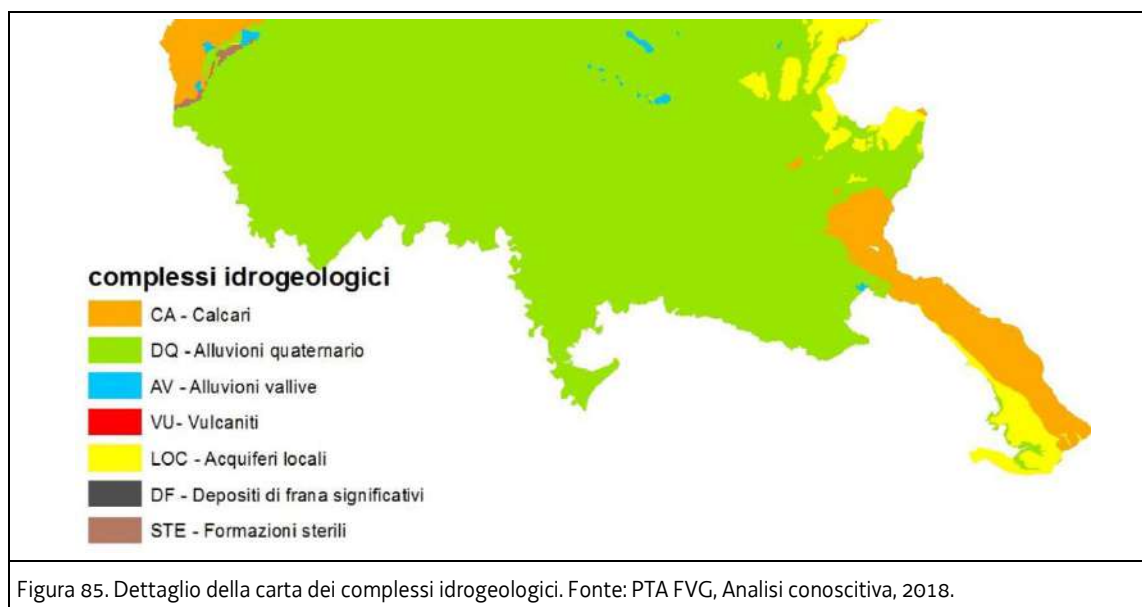 complessi idrogeologici
CA - Calcari
DQ - Alluvioni quaternario
AV - Alluvioni vallive
VU- Vulcaniti
LOC - Acquiferi locali
DF - Depositi di frana significativi
STE - Formazioni sterili
Figura 85. Dettaglio della carta dei complessi idrogeologici. Fonte: PTA FVG, Analisi conoscitiva, 2018.